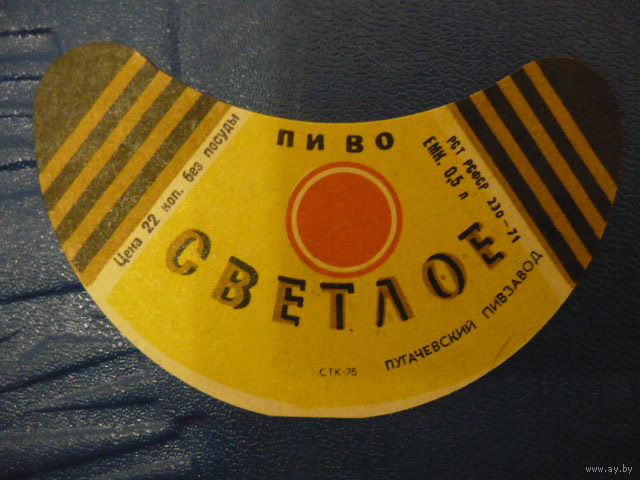 ПИВО
СВЕТЛОЕ
Цена 22 коп. без посуды
РСТ РСФСР 230-71
ЕМК. 0,5 л
ПУГАЧЕВСКИЙ ПИВЗАВОД
СТК 75
www.ay.by